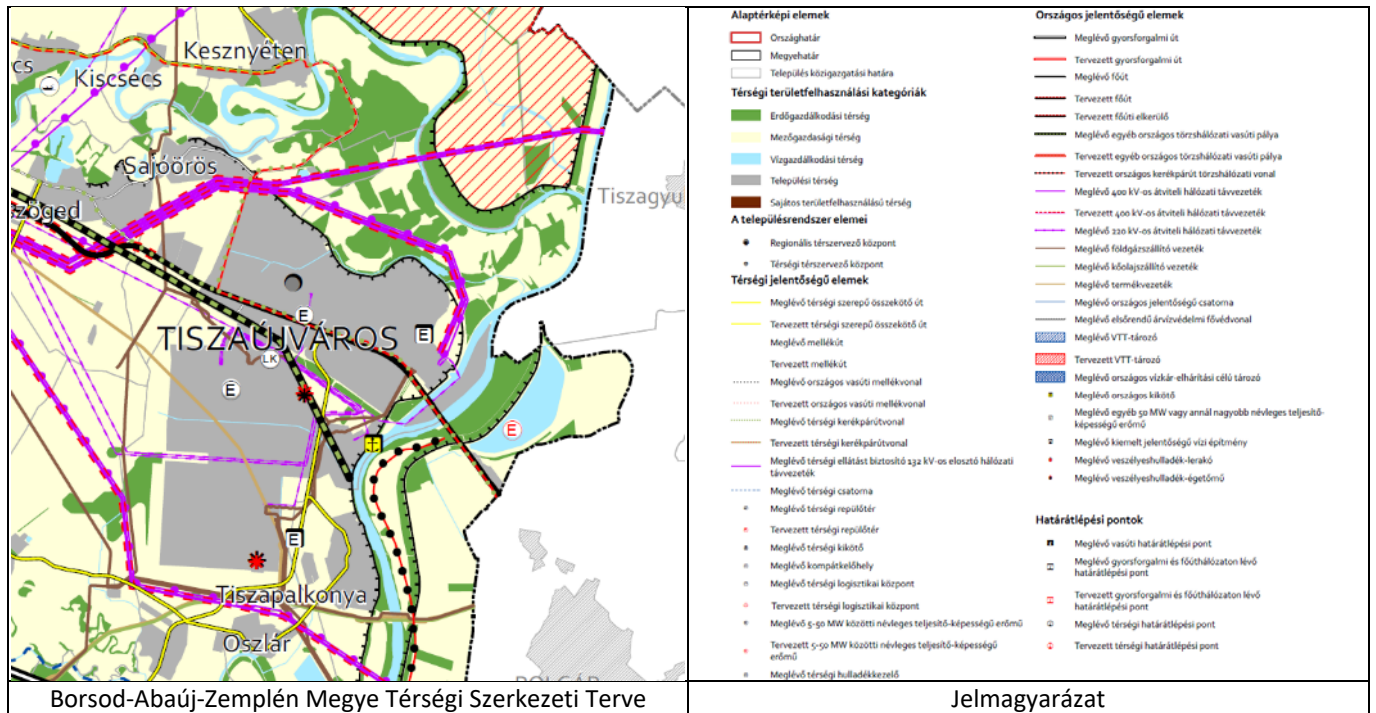 Kesznyéten
cs
Kiscsécs
Sajóörös
Tiszagyu
szöged
E
E
TISZAÚJVÁROS
LK
E
E
E
Tiszapalkonya
Oszlár
POLGÁR
Borsod-Abaúj-Zemplén Megye Térségi Szerkezeti Terve
Alaptérképi elemek
Országhatár
Megyehatár
Település közigazgatási határa
Térségi területfelhasználási kategóriák
Erdőgazdálkodási térség
Mezőgazdasági térség
Vízgazdálkodási térség
Települési térség
Sajátos területfelhasználású térség
A településrendszer elemei
Regionális térszervező központ
Térségi térszervező központ
Térségi jelentőségű elemek
Meglévő térségi szerepű összekötő út
Tervezett térségi szerepű összekötő út
Meglévő mellékút
Tervezett mellékút
Meglévő országos vasúti mellékvonal
Tervezett országos vasúti mellékvonal
Meglévő térségi kerékpárútvonal
Tervezett térségi kerékpárútvonal
Meglévő térségi ellátást biztosító 132 kV-os elosztó hálózati
távvezeték
Meglévő térségi csatorna
Meglévő térségi repülőtér
Tervezett térségi repülőtér
Meglévő térségi kikötő
Meglévő kompátkelőhely
Meglévő térségi logisztikai központ
Tervezett térségi logisztikai központ
Meglévő 5-50 MW közötti névleges teljesítő-képességű erőmű
Tervezett 5-50 MW közötti névleges teljesítő-képességű
erőmű
Meglévő térségi hulladékkezelő
Országos jelentőségű elemek
Meglévő gyorsforgalmi út
Tervezett gyorsforgalmi út
Meglévő főút
Tervezett főút
Tervezett főúti elkerülő
Meglévő egyéb országos törzshálózati vasúti pálya
Tervezett egyéb országos törzshálózati vasúti pálya
Tervezett országos kerékpárút törzshálózati vonal
Meglévő 400 kV-os átviteli hálózati távvezeték
Tervezett 400 kV-os átviteli hálózati távvezeték
Meglévő 220 kV-os átviteli hálózati távvezeték
Meglévő földgázszállító vezeték
Meglévő kőolajszállító vezeték
Meglévő termékvezeték
Meglévő országos jelentőségű csatorna
Meglévő elsőrendű árvízvédelmi fővédvonal
Meglévő VTT-tározó
Tervezett VTT-tározó
Meglévő országos vízkár-elhárítási célú tározó
Meglévő országos kikötő
Meglévő egyéb 50 MW vagy annál nagyobb névleges teljesítő-
képességű erőmű
Meglévő kiemelt jelentőségű vízi építmény
Meglévő veszélyeshulladék-lerakó
Meglévő veszélyeshulladék-égetőmű
Határátlépési pontok
Meglévő vasúti határátlépési pont
Meglévő gyorsforgalmi és főúthálózaton lévő
határátlépési pont
Tervezett gyorsforgalmi és főúthálózaton lévő
határátlépési pont
Meglévő térségi határátlépési pont
Tervezett térségi határátlépési pont
Jelmagyarázat